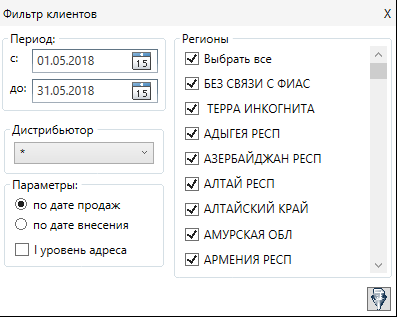 Фильтр клиентов X
Период:
с: 01.05.2018 15
до: 31.05.2018 15
Дистрибьютор
*
Параметры:
по дате продаж
по дате внесения
I уровень адреса
Регионы
Выбрать все
БЕЗ СВЯЗИ С ФИАС
ТЕРРА ИНКОГНИТА
АДЫГЕЯ РЕСП
АЗЕРБАЙДЖАН РЕСП
АЛТАЙ РЕСП
АЛТАЙСКИЙ КРАЙ
АМУРСКАЯ ОБЛ
АРМЕНИЯ РЕСП